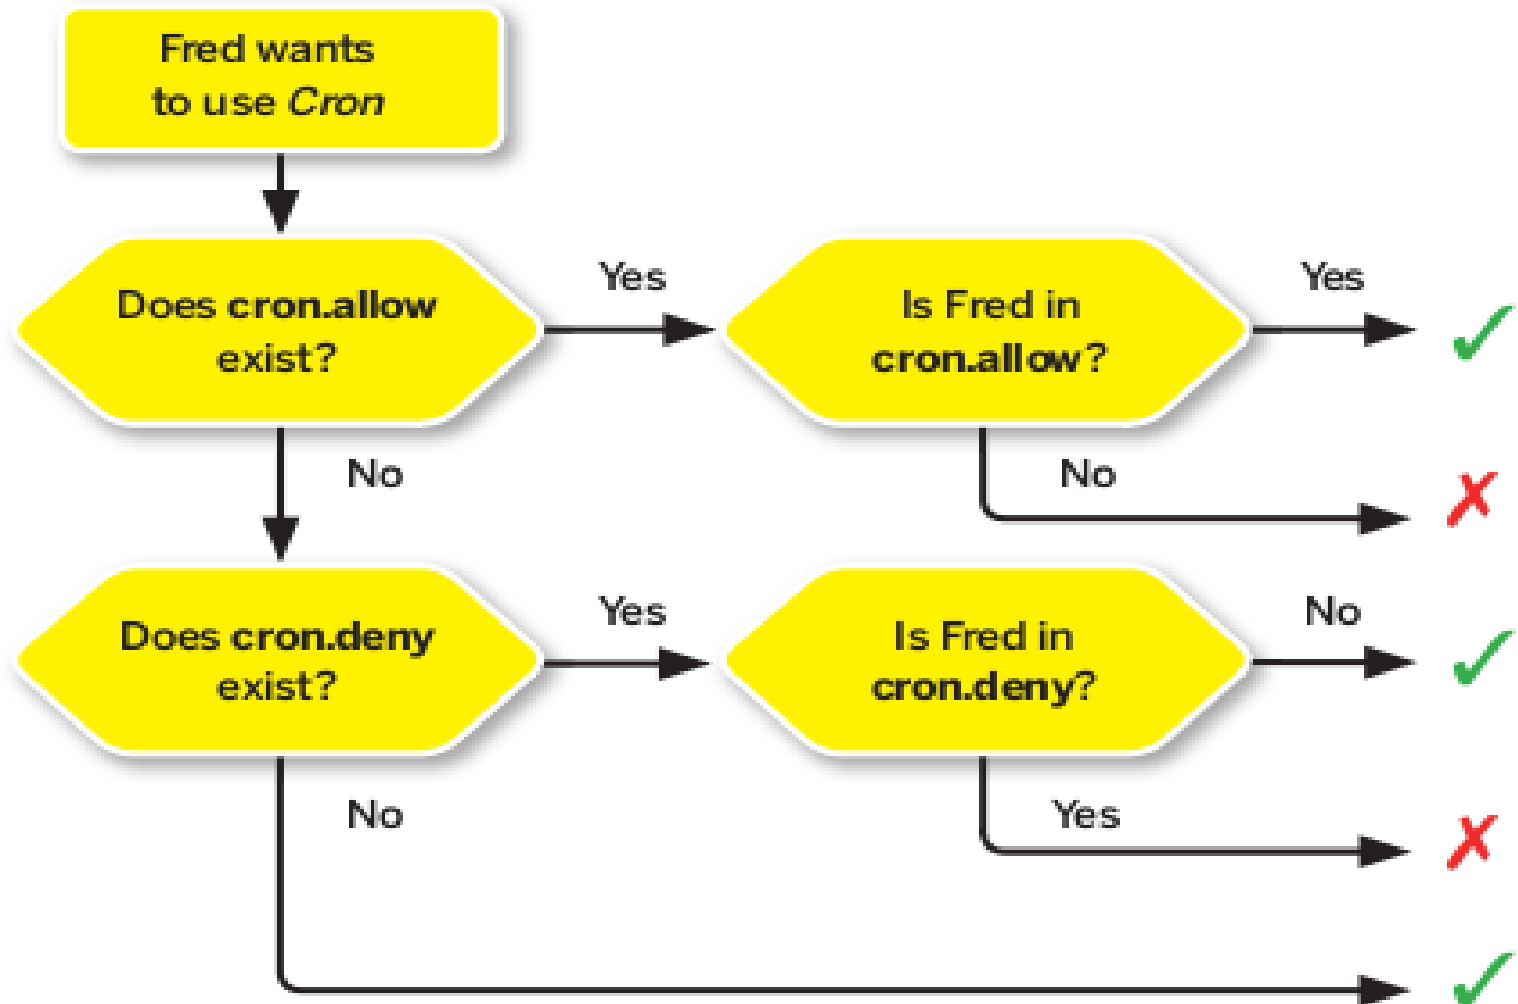 Fred wants
to use Cron
Does cron.allow
exist?
Yes
Is Fred in
cron.allow?
Yes
No
No
Does cron.deny
exist?
Yes
Is Fred in
cron.deny?
No
No
Yes